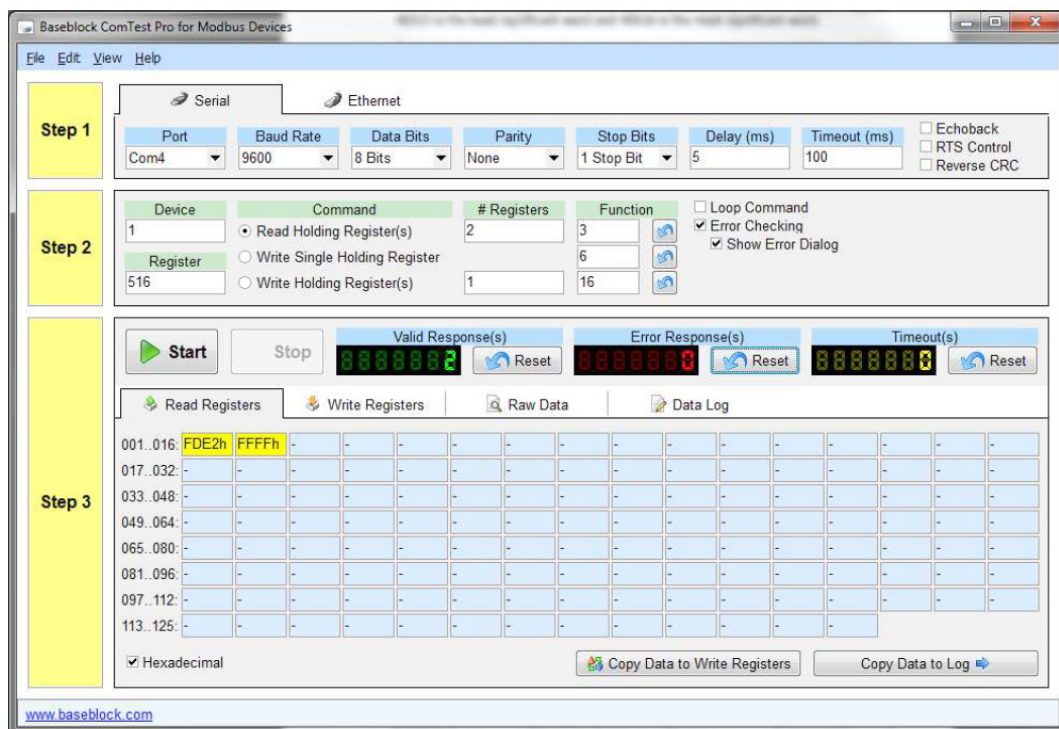 Baseblock ComTest Pro for Modbus Devices
File Edit View Help
Step 1
Serial Ethernet
Port Baud Rate Data Bits Parity Stop Bits Delay (ms) Timeout (ms)
Com4 9600 8 Bits None 1 Stop Bit 5 100
Echoback
RTS Control
Reverse CRC
Step 2
Device Command # Registers Function
1 Read Holding Register(s) 2 3
Write Single Holding Register 6
Register
516 Write Holding Register(s) 1 16
Loop Command
Error Checking
Show Error Dialog
Step 3
Start Stop
Valid Response(s) Error Response(s) Timeout(s)
2 Reset 0 Reset Reset
Read Registers Write Registers Raw Data Data Log
001..016: FDE2h FFFFh - - - - - - - - - - - - - -
017..032: - - - - - - - - - - - - - - - -
033..048: - - - - - - - - - - - - - - - -
049..064: - - - - - - - - - - - - - - - -
065..080: - - - - - - - - - - - - - - - -
081..096: - - - - - - - - - - - - - - - -
097..112: - - - - - - - - - - - - - - - -
113..125: - - - - - - - - - - - - -
Hexadecimal Copy Data to Write Registers Copy Data to Log
www.baseblock.com